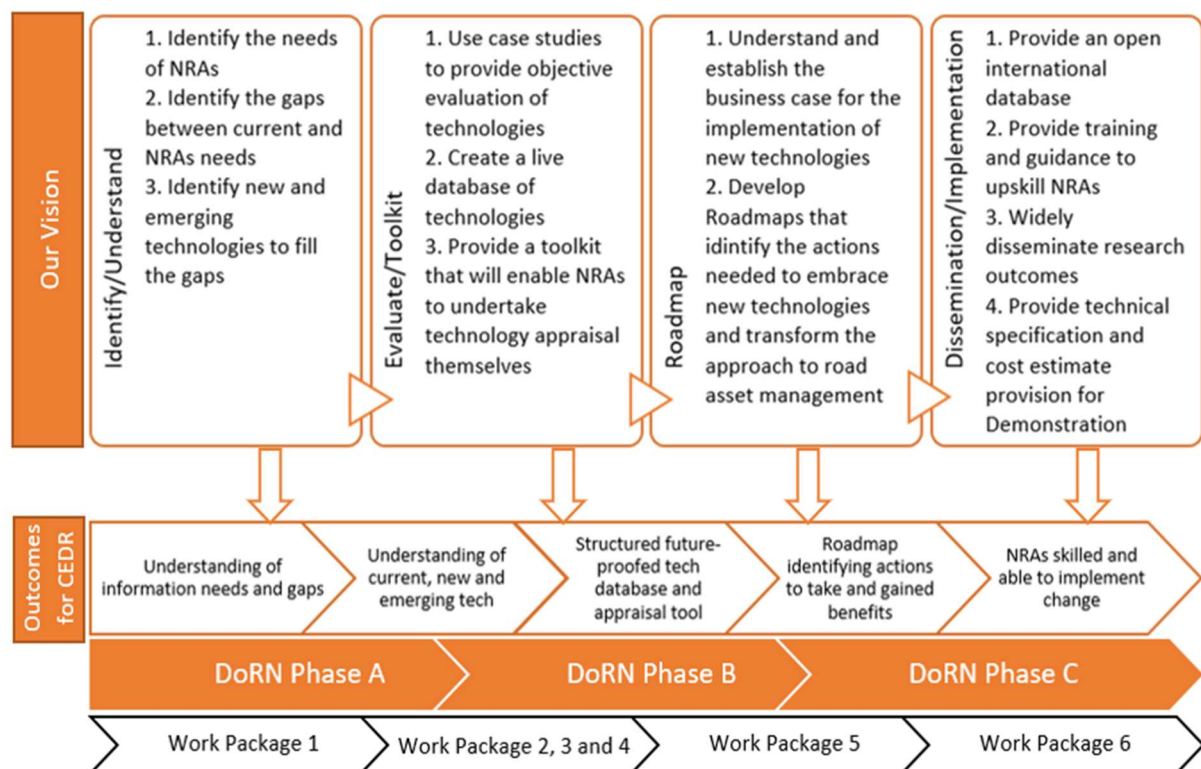 Our Vision
Identify/Understand
1. Identify the needs
of NRAs
2. Identify the gaps
between current and
NRAs needs
3. Identify new and
emerging
technologies to fill
the gaps
Evaluate/Toolkit
1. Use case studies
to provide objective
evaluation of
technologies
2. Create a live
database of
technologies
3. Provide a toolkit
that will enable NRAs
to undertake
technology appraisal
themselves
Roadmap
1. Understand and
establish the
business case for the
implementation of
new technologies
2. Develop
Roadmaps that
idintify the actions
needed to embrace
new technologies
and transform the
approach to road
asset management
Dissemination/Implementation
1. Provide an open
international
database
2. Provide training
and guidance to
upskill NRAs
3. Widely
disseminate research
outcomes
4. Provide technical
specification and
cost estimate
provision for
Demonstration
Outcomes
for CEDR
Understanding of
information needs and gaps
Understanding of
current, new and
emerging tech
Structured future-
proofed tech
database and
appraisal tool
Roadmap
identifying actions
to take and gained
benefits
NRAs skilled and
able to implement
change
DoRN Phase A
DoRN Phase B
DoRN Phase C
Work Package 1
Work Package 2, 3 and 4
Work Package 5
Work Package 6